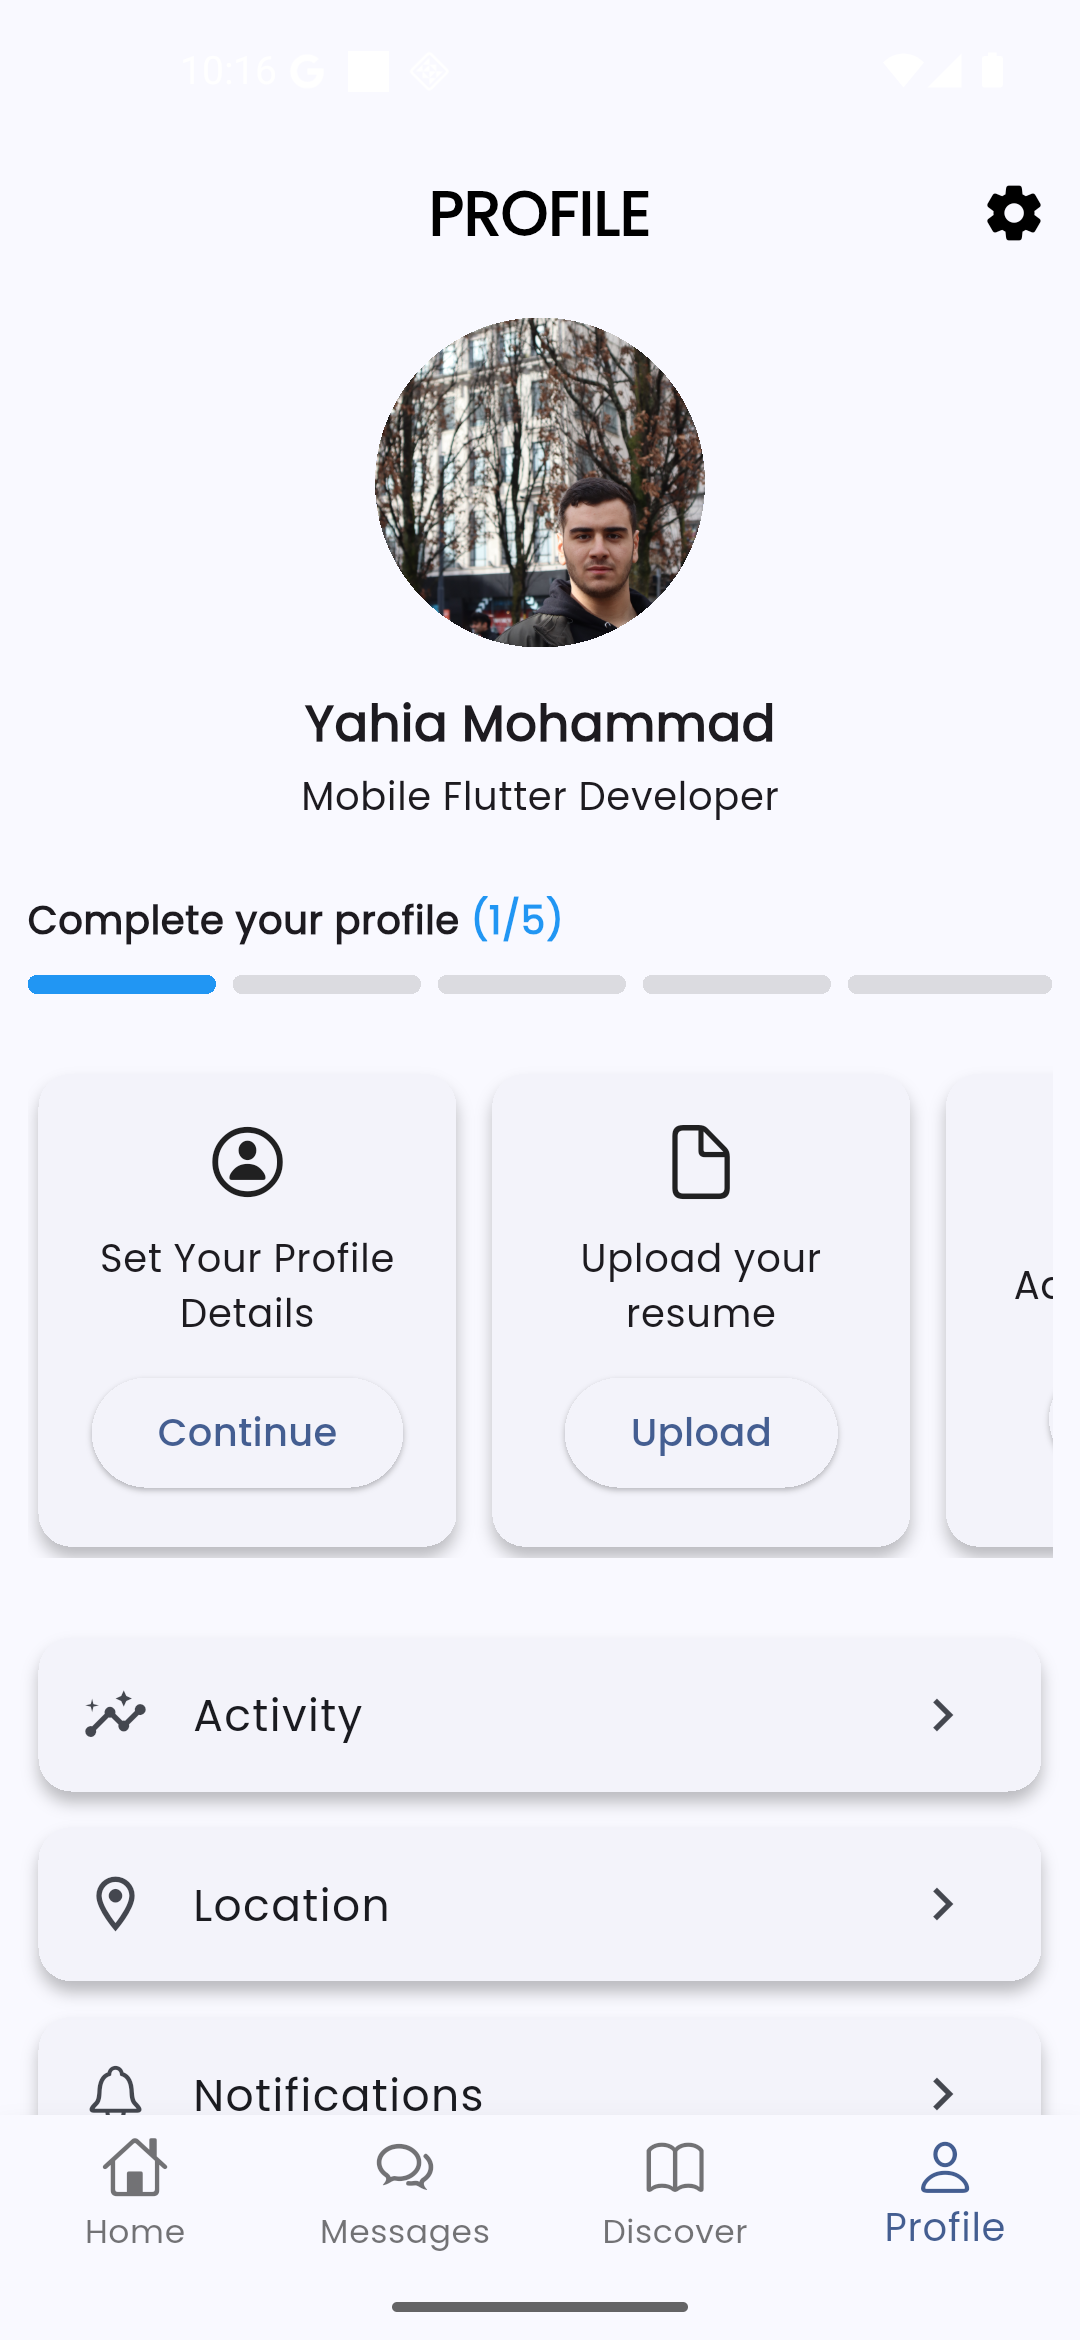 10:16
PROFILE
Yahia Mohammad
Mobile Flutter Developer
Complete your profile (1/5)
Set Your Profile
Details
Continue
Upload your
resume
Upload
Activity
Location
Notifications
Home
Messages
Discover
Profile